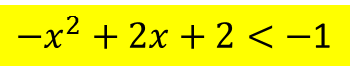 −x² + 2x + 2 < −1